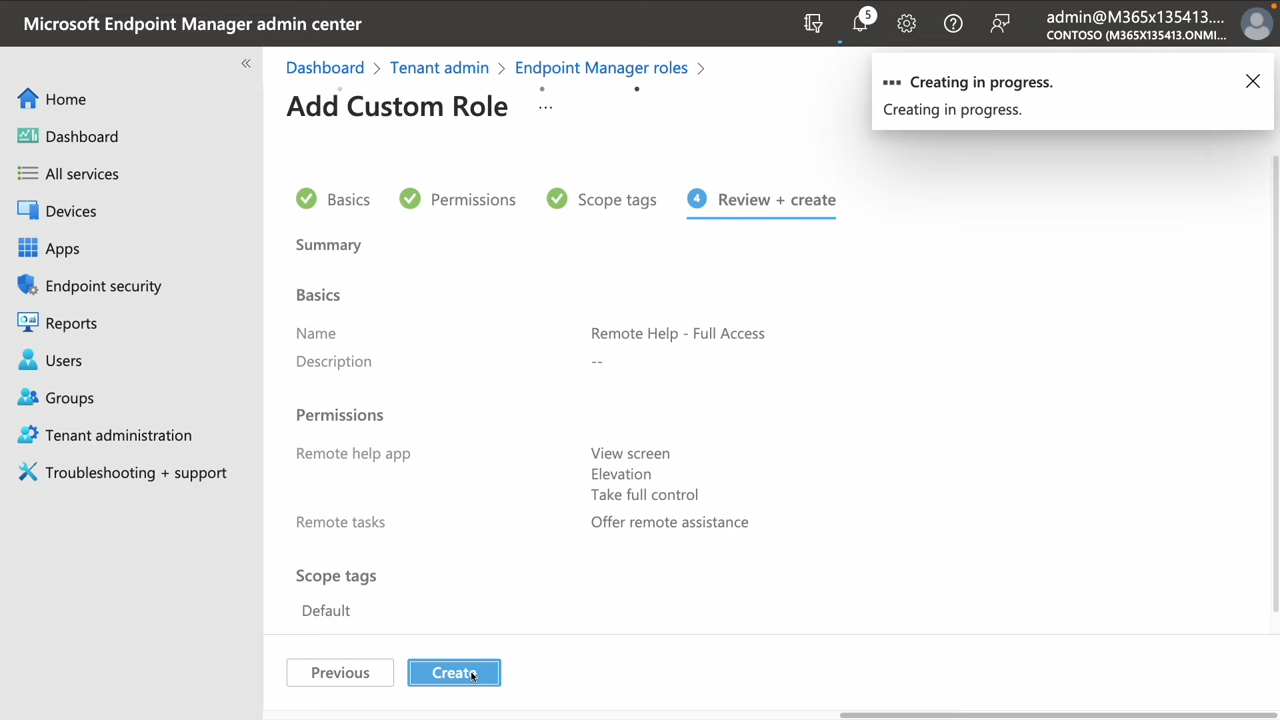 Microsoft Endpoint Manager admin center
5
admin@M365x135413....
CONTOSO (M365X135413.ONMI...
Dashboard > Tenant admin > Endpoint Manager roles >
Add Custom Role ...
Creating in progress.
Creating in progress.
Home
Dashboard
All services
Devices
Apps
Endpoint security
Reports
Users
Groups
Tenant administration
Troubleshooting + support
Basics Permissions Scope tags 4 Review + create
Summary
Basics
Name Remote Help - Full Access
Description --
Permissions
Remote help app View screen
Elevation
Take full control
Remote tasks Offer remote assistance
Scope tags
Default
Previous Create